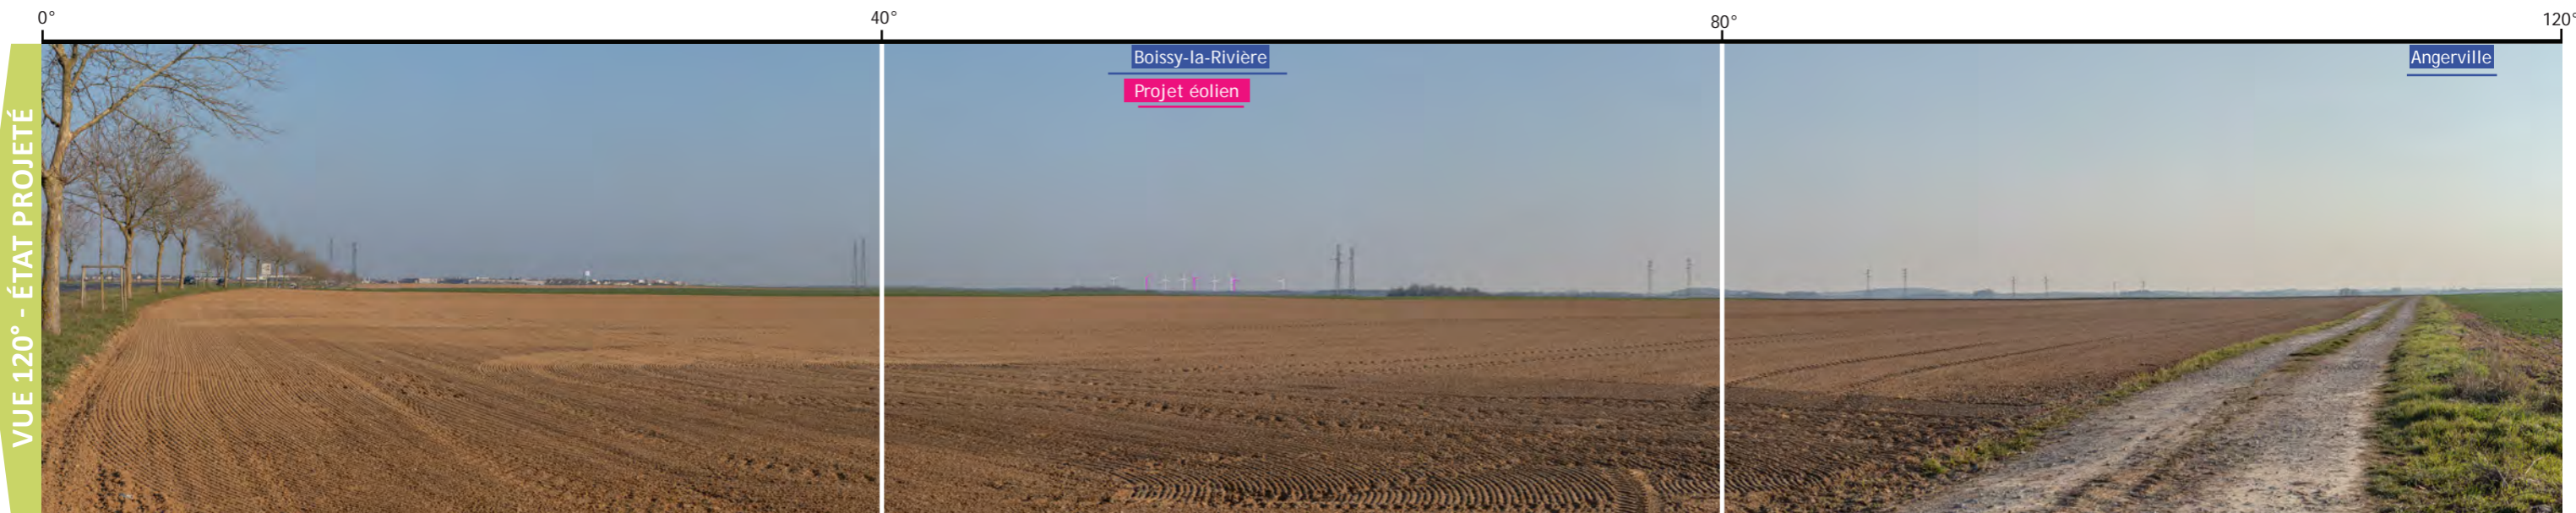 0°
40°
80°
120°
Boissy-la-Rivière
Angerville
Projet éolien
VUE 120° - ÉTAT PROJETÉ